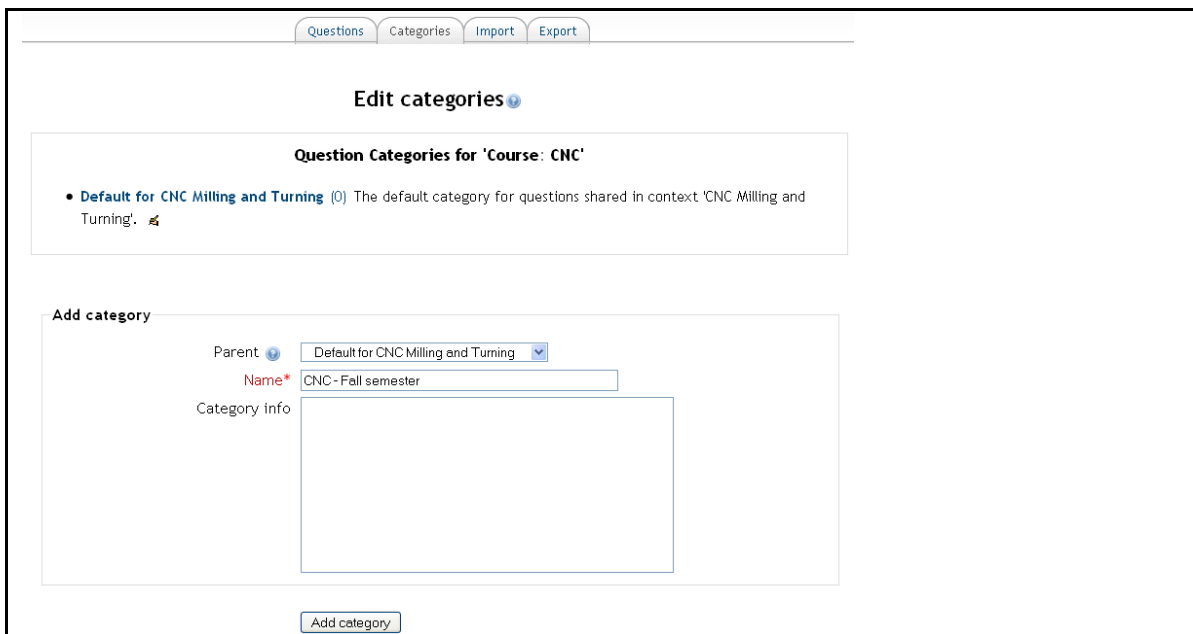 Questions Categories Import Export
Edit categories
Question Categories for 'Course: CNC'
• Default for CNC Milling and Turning (0) The default category for questions shared in context 'CNC Milling and
Turning'.
Add category
Parent Default for CNC Milling and Turning
Name* CNC - Fall semester
Category info
Add category